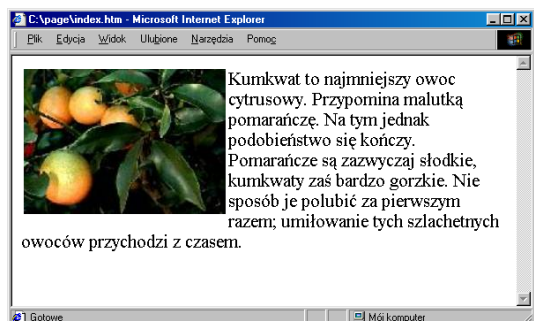 C:\page\index.htm - Microsoft Internet Explorer
Plik Edycja Widok Ulubione Narzędzia Pomoc
Kumkwat to najmniejszy owoc
cytrusowy. Przypomina malutką
pomarańczę. Na tym jednak
podobieństwo się kończy.
Pomarańcze są zazwyczaj słodkie,
kumkwaty zaś bardzo gorzkie. Nie
sposób je polubić za pierwszym
razem; umiłowanie tych szlachetnych
owoców przychodzi z czasem.
Gotowe Mój komputer